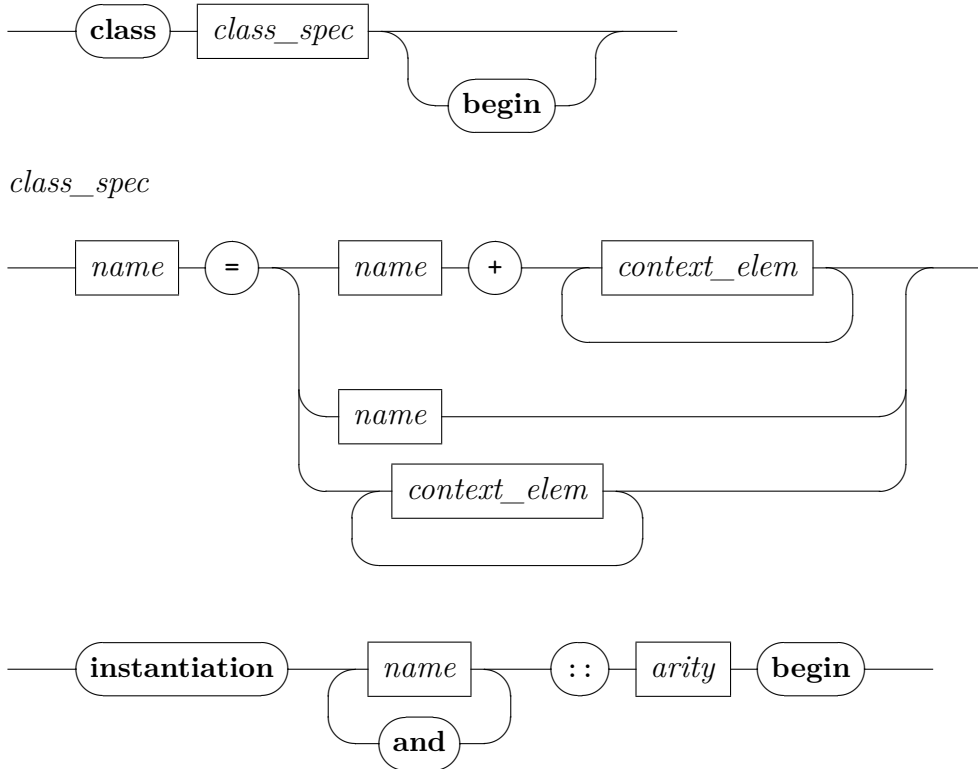 class class_spec
begin
class_spec
name = name + context_elem
name
context_elem
instantiation name :: arity begin
and